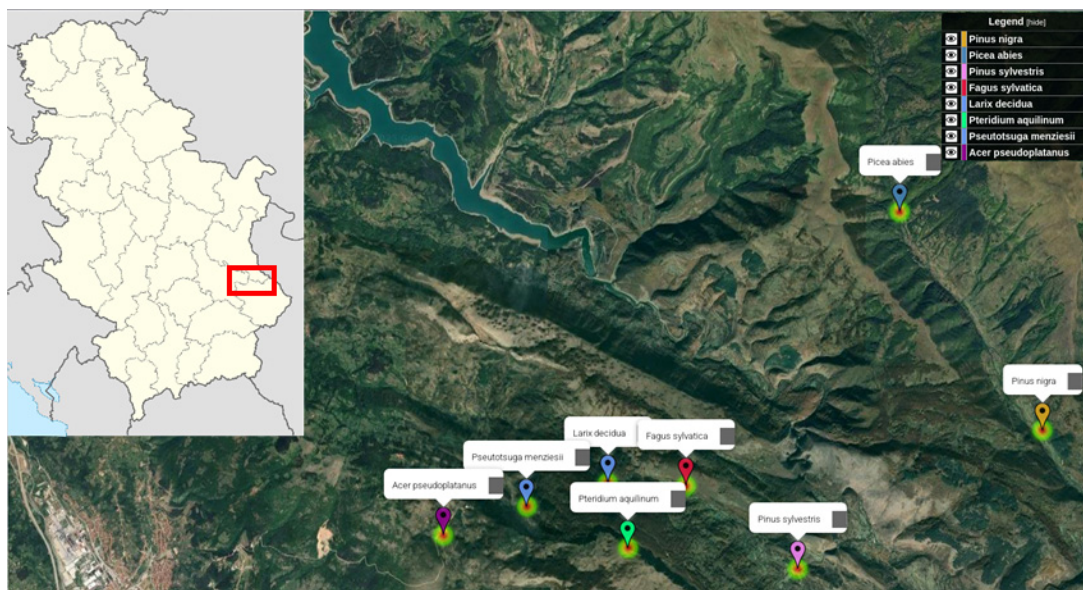 Legend [hide]
Pinus nigra
Picea abies
Pinus sylvestris
Fagus sylvatica
Larix decidua
Pteridium aquilinum
Pseutotsuga menziesii
Acer pseudoplatanus
Picea abies
Pinus nigra
Larix decidua
Fagus sylvatica
Pseutotsuga menziesii
Acer pseudoplatanus
Pteridium aquilinum
Pinus sylvestris